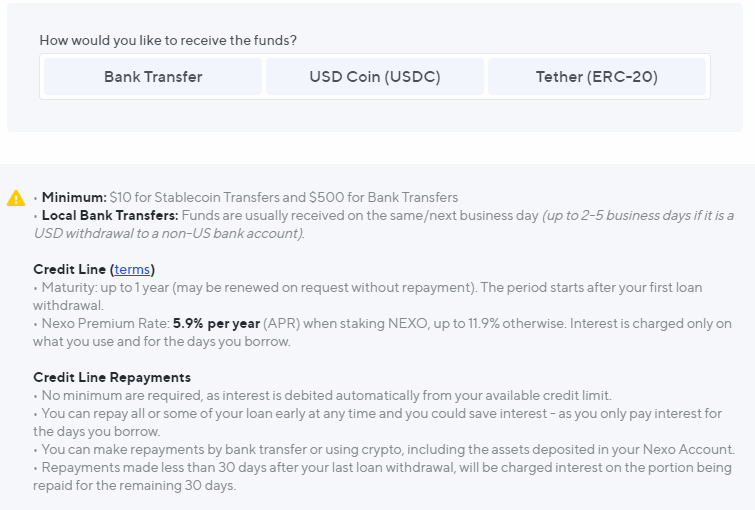 How would you like to receive the funds?
Bank Transfer
USD Coin (USDC)
Tether (ERC-20)
• Minimum: $10 for Stablecoin Transfers and $500 for Bank Transfers
• Local Bank Transfers: Funds are usually received on the same/next business day (up to 2-5 business days if it is a
USD withdrawal to a non-US bank account).
Credit Line (terms)
• Maturity: up to 1 year (may be renewed on request without repayment). The period starts after your first loan
withdrawal.
• Nexo Premium Rate: 5.9% per year (APR) when staking NEXO, up to 11.9% otherwise. Interest is charged only on
what you use and for the days you borrow.
Credit Line Repayments
• No minimum are required, as interest is debited automatically from your available credit limit.
• You can repay all or some of your loan early at any time and you could save interest - as you only pay interest for
the days you borrow.
• You can make repayments by bank transfer or using crypto, including the assets deposited in your Nexo Account.
• Repayments made less than 30 days after your last loan withdrawal, will be charged interest on the portion being
repaid for the remaining 30 days.